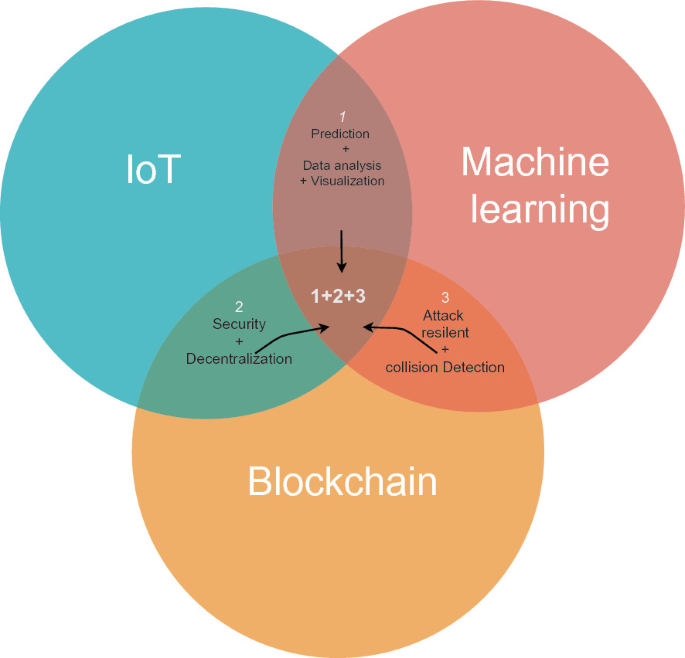 IoT
Machine
learning
1
Prediction
+
Data analysis
+ Visualization
1+2+3
2
Security
+
Decentralization
3
Attack
resilent
+
collision Detection
Blockchain